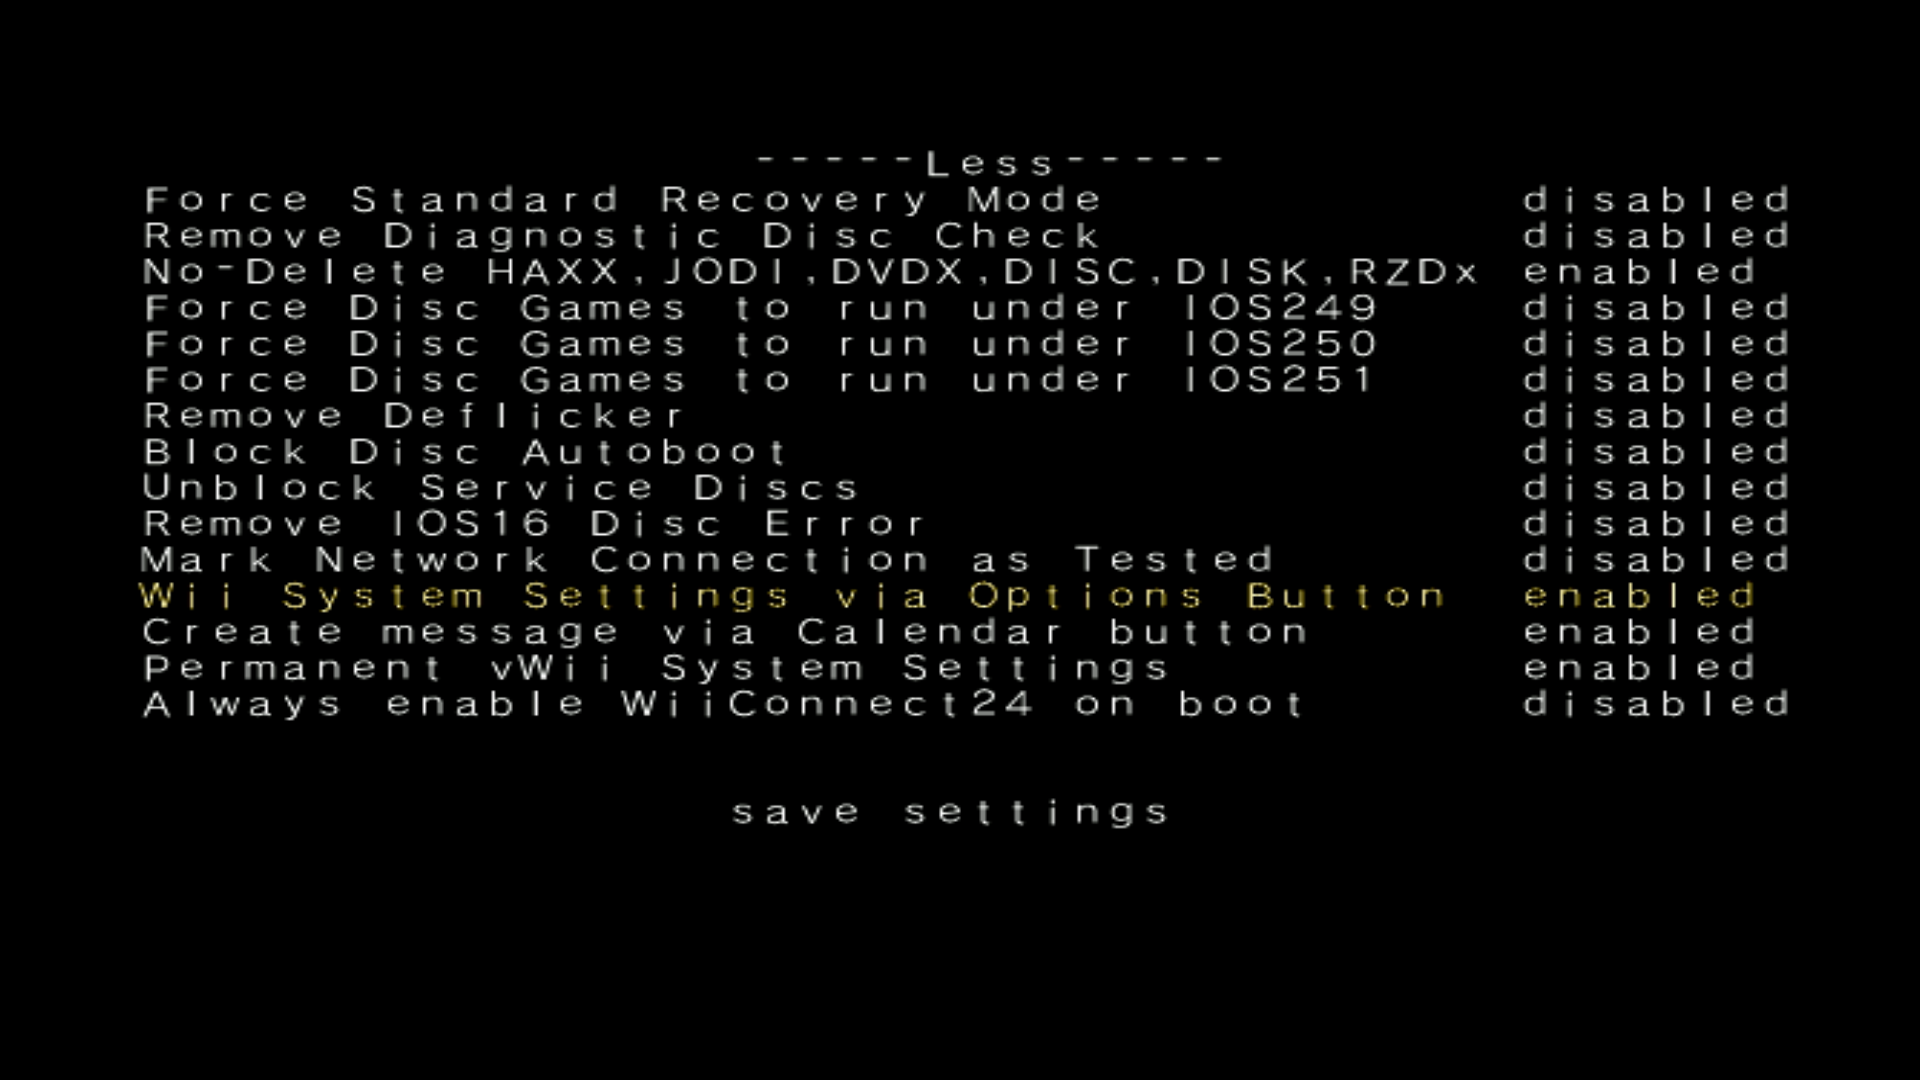 -----Less-----
Force Standard Recovery Mode disabled
Remove Diagnostic Disc Check disabled
No-Delete HAXX,JODI,DVDX,DISC,DISK,RZDx enabled
Force Disc Games to run under IOS249 disabled
Force Disc Games to run under IOS250 disabled
Force Disc Games to run under IOS251 disabled
Remove Deflicker disabled
Block Disc Autoboot disabled
Unblock Service Discs disabled
Remove IOS16 Disc Error disabled
Mark Network Connection as Tested disabled
Wii System Settings via Options Button enabled
Create message via Calendar button enabled
Permanent vWii System Settings enabled
Always enable WiiConnect24 on boot disabled
save settings